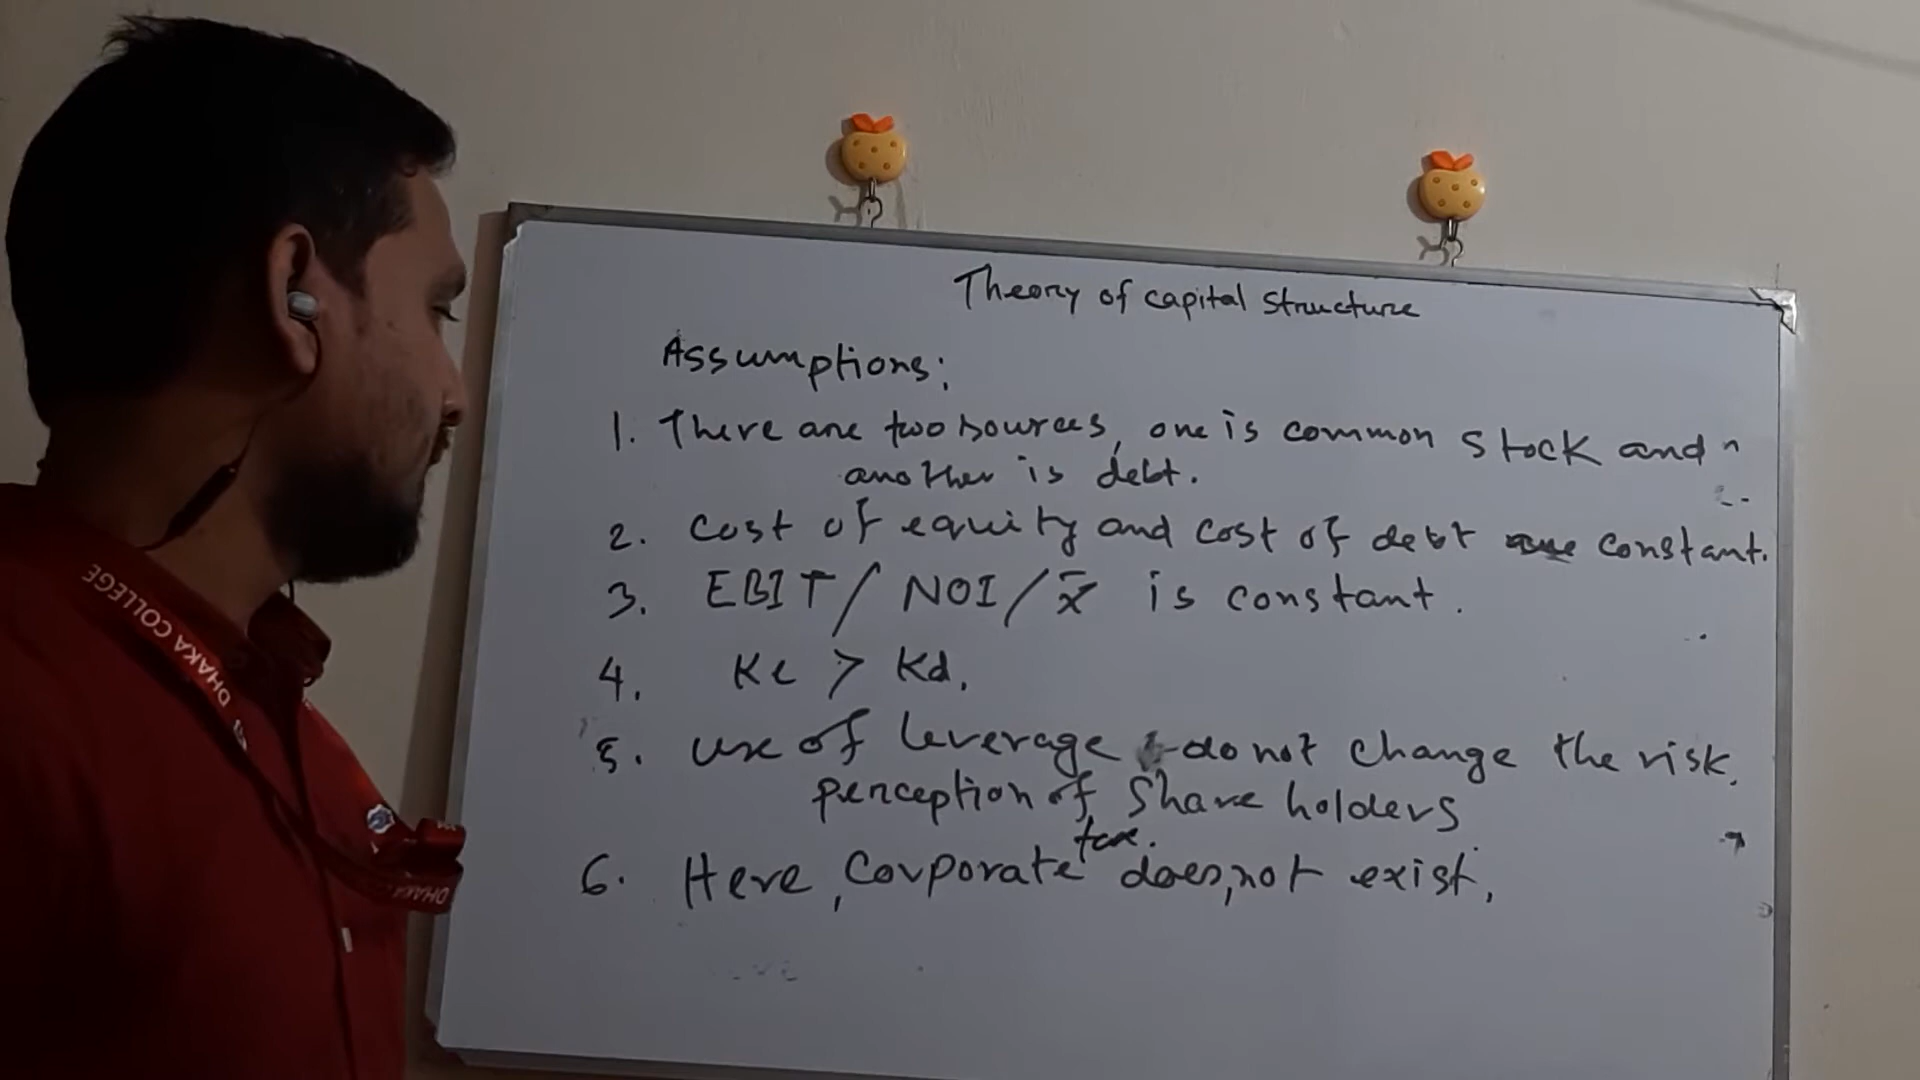 Theory of capital structure
Assumptions:
1. There are two sources, one is common stock and
another is debt.
2. cost of equity and cost of debt are constant.
3. EBIT/ NOI/ x̄ is constant.
4. Ke > Kd.
5. use of leverage do not change the risk
perception of share holders
tax.
6. Here, Corporate does not exist.
DHAKA COLLEGE
DHAKA